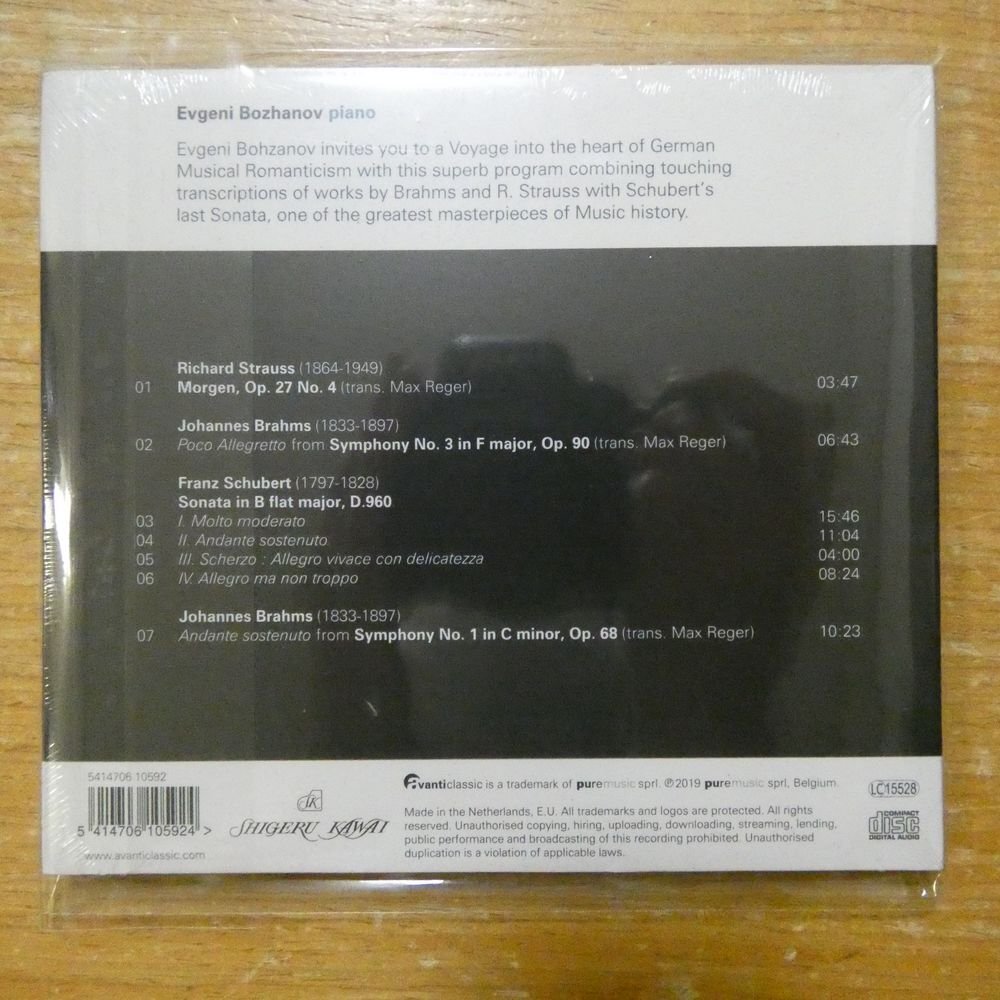 Evgeni Bozhanov piano
Evgeni Bohzanov invites you to a Voyage into the heart of German
Musical Romanticism with this superb program combining touching
transcriptions of works by Brahms and R. Strauss with Schubert's
last Sonata, one of the greatest masterpieces of Music history.
Richard Strauss (1864-1949)
01 Morgen, Op. 27 No. 4 (trans. Max Reger) 03:47
Johannes Brahms (1833-1897)
02 Poco Allegretto from Symphony No. 3 in F major, Op. 90 (trans. Max Reger) 06:43
Franz Schubert (1797-1828)
Sonata in B flat major, D.960
03 I. Molto moderato 15:46
04 II. Andante sostenuto 11:04
05 III. Scherzo : Allegro vivace con delicatezza 04:00
06 IV. Allegro ma non troppo 08:24
Johannes Brahms (1833-1897)
07 Andante sostenuto from Symphony No. 1 in C minor, Op. 68 (trans. Max Reger) 10:23
5414706 10592
5 414706 105924 >
www.avanticlassic.com
SK
SHIGERU KAWAI
avanticlassic is a trademark of puremusic sprl. ℗2019 puremusic sprl, Belgium.
Made in the Netherlands, E.U. All trademarks and logos are protected. All rights
reserved. Unauthorised copying, hiring, uploading, downloading, streaming, lending,
public performance and broadcasting of this recording prohibited. Unauthorised
duplication is a violation of applicable laws.
LC15528
COMPACT
disc
DIGITAL AUDIO